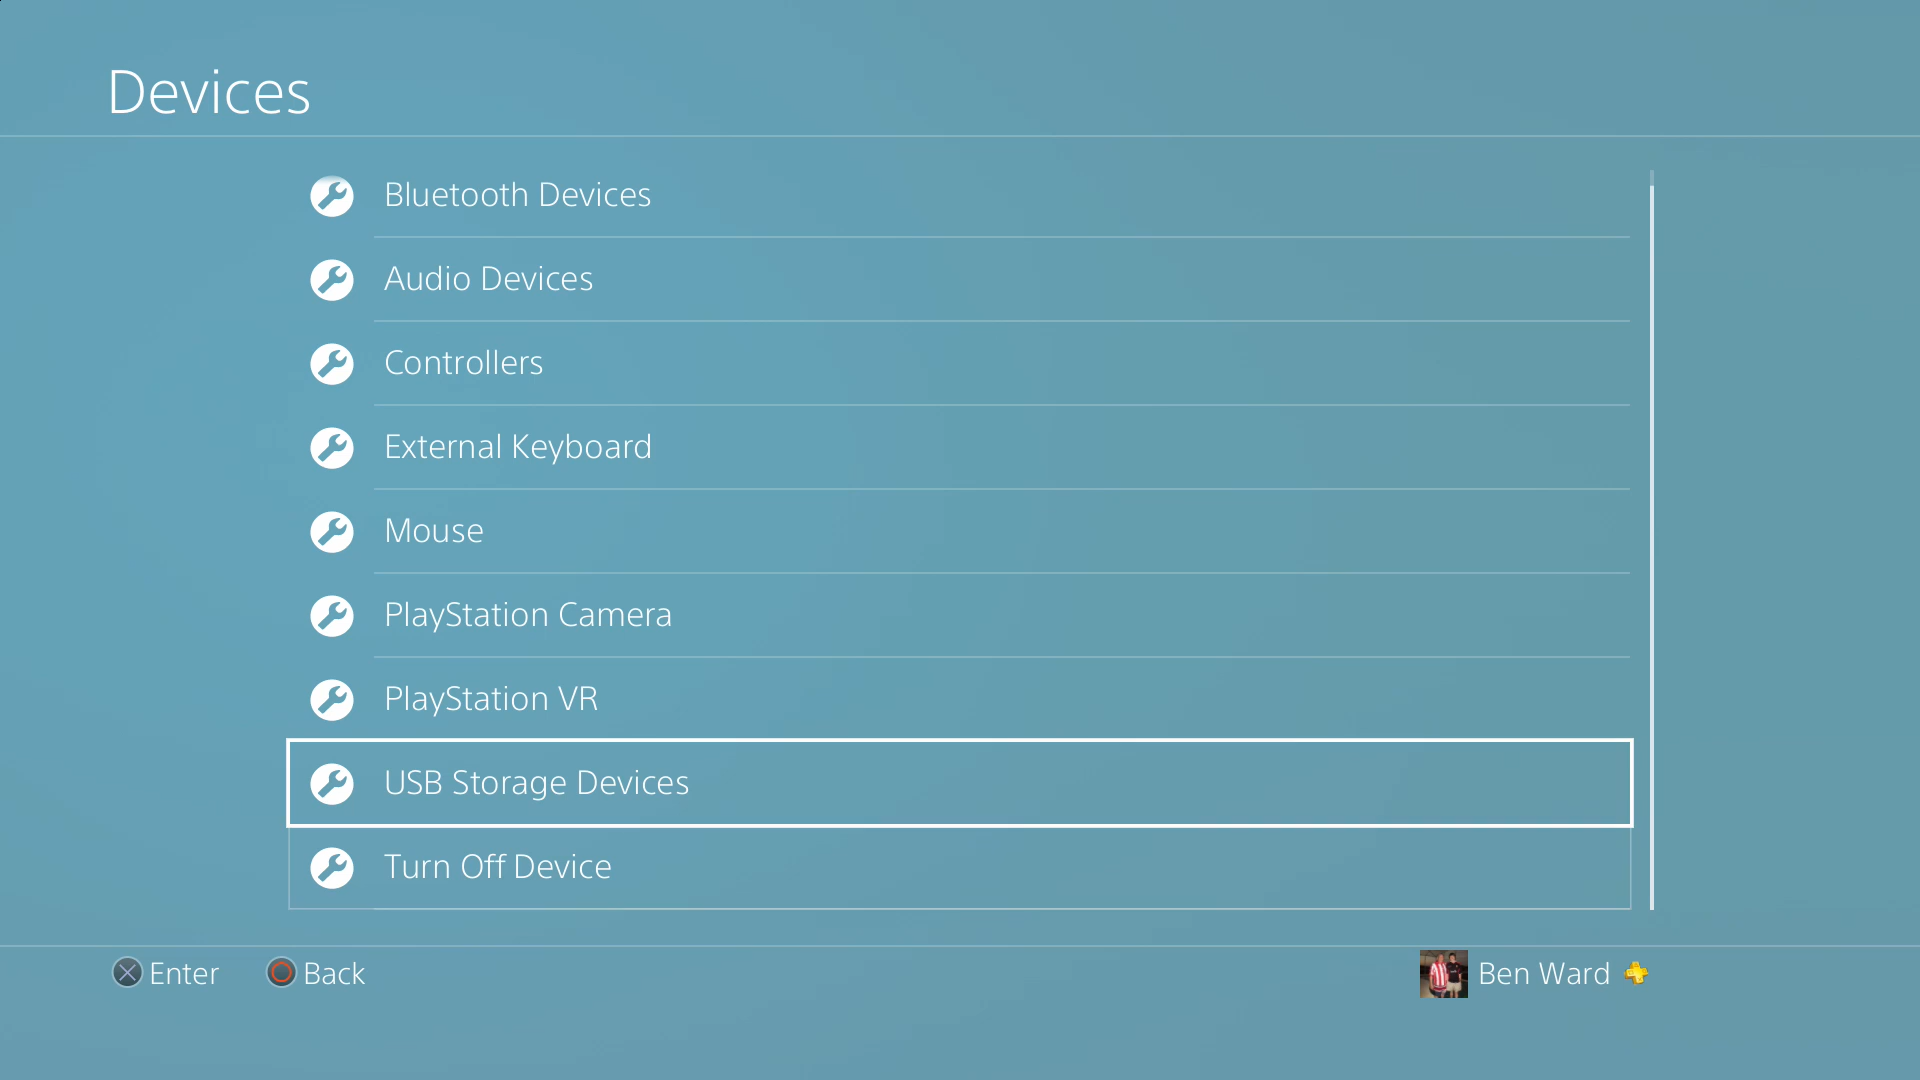 Devices
Bluetooth Devices
Audio Devices
Controllers
External Keyboard
Mouse
PlayStation Camera
PlayStation VR
USB Storage Devices
Turn Off Device
Enter Back Ben Ward